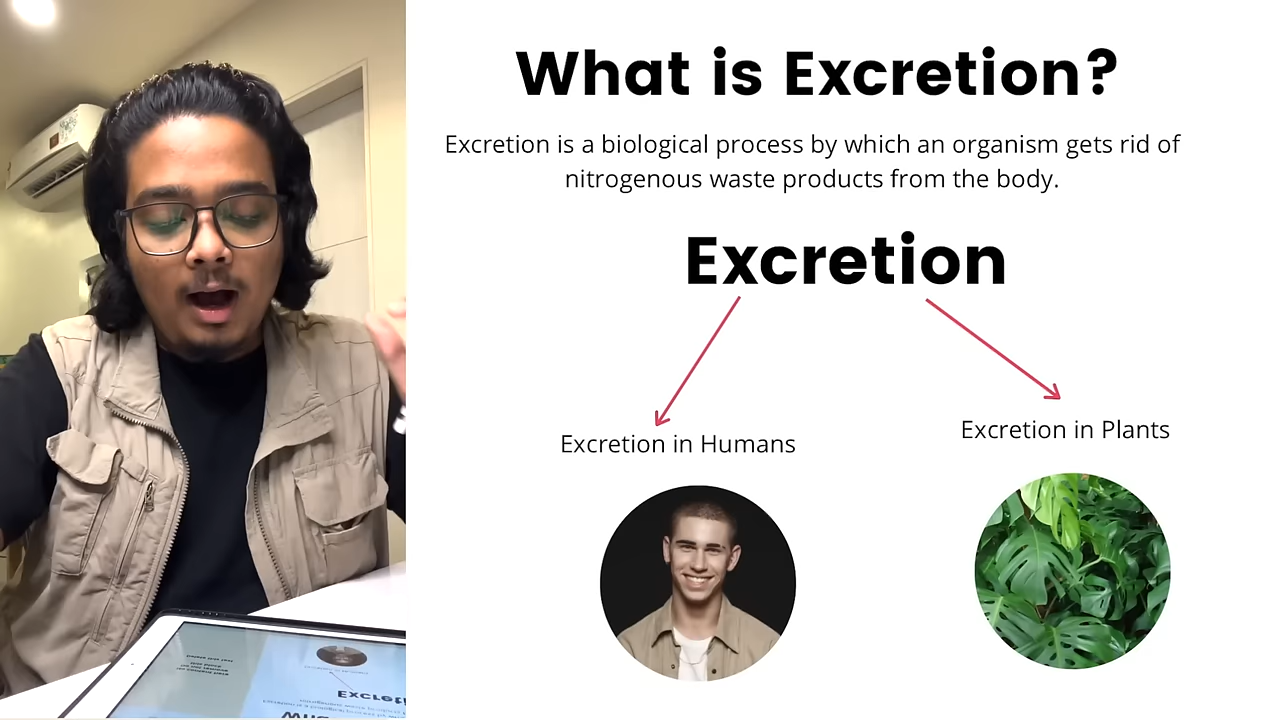 What is Excretion?
Excretion is a biological process by which an organism gets rid of
nitrogenous waste products from the body.
Excretion
Excretion in Humans
Excretion in Plants